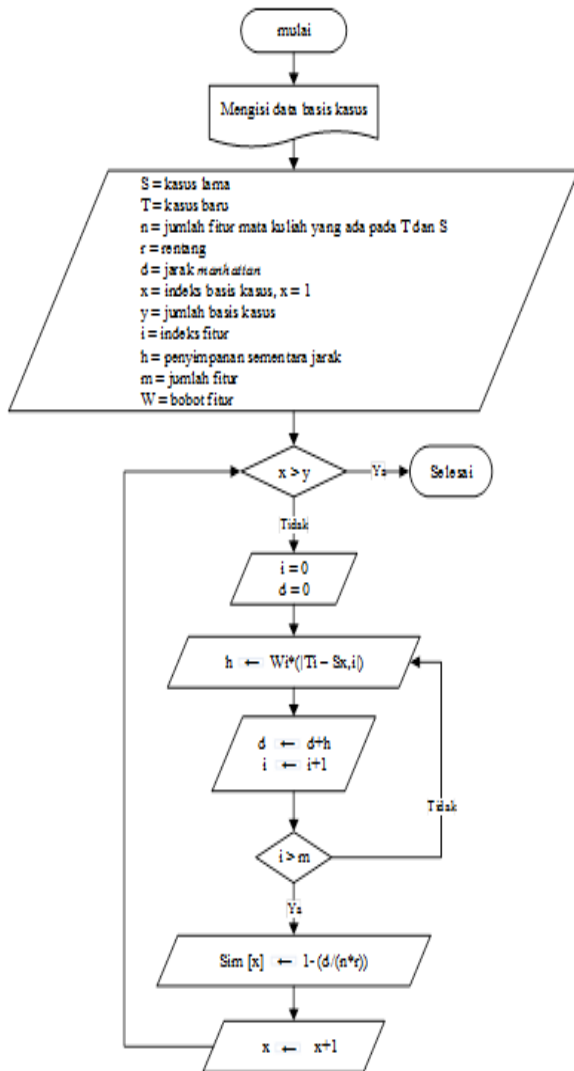 mulai
Mengisi data basis kasus
S = kasus lama
T = kasus baru
n = jumlah fitur mata kuliah yang ada pada T dan S
r = rentang
d = jarak manhattan
x = indeks basis kasus, x = 1
y = jumlah basis kasus
i = indeks fitur
h = penyimpanan sementara jarak
m = jumlah fitur
W = bobot fitur
x > y
Ya
Selesai
Tidak
i = 0
d = 0
h ← Wi*(|Ti – Sx,i|)
d ← d+h
i ← i+1
Tidak
i > m
Ya
Sim [x] ← 1- (d/(n*r))
x ← x+1